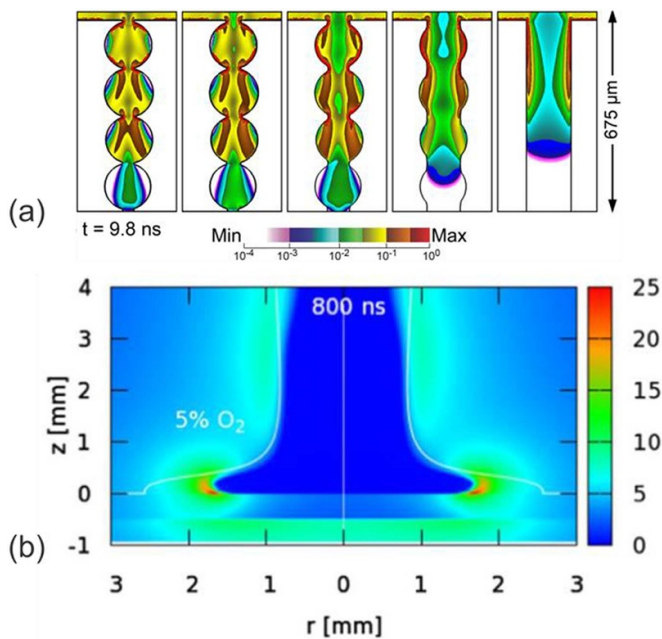 (a)
675 μm
t = 9.8 ns
Min
Max
10⁻⁴ 10⁻³ 10⁻² 10⁻¹ 10⁰
(b)
z [mm]
4
3
2
1
0
-1
800 ns
5% O₂
25
20
15
10
5
0
3 2 1 0 1 2 3
r [mm]